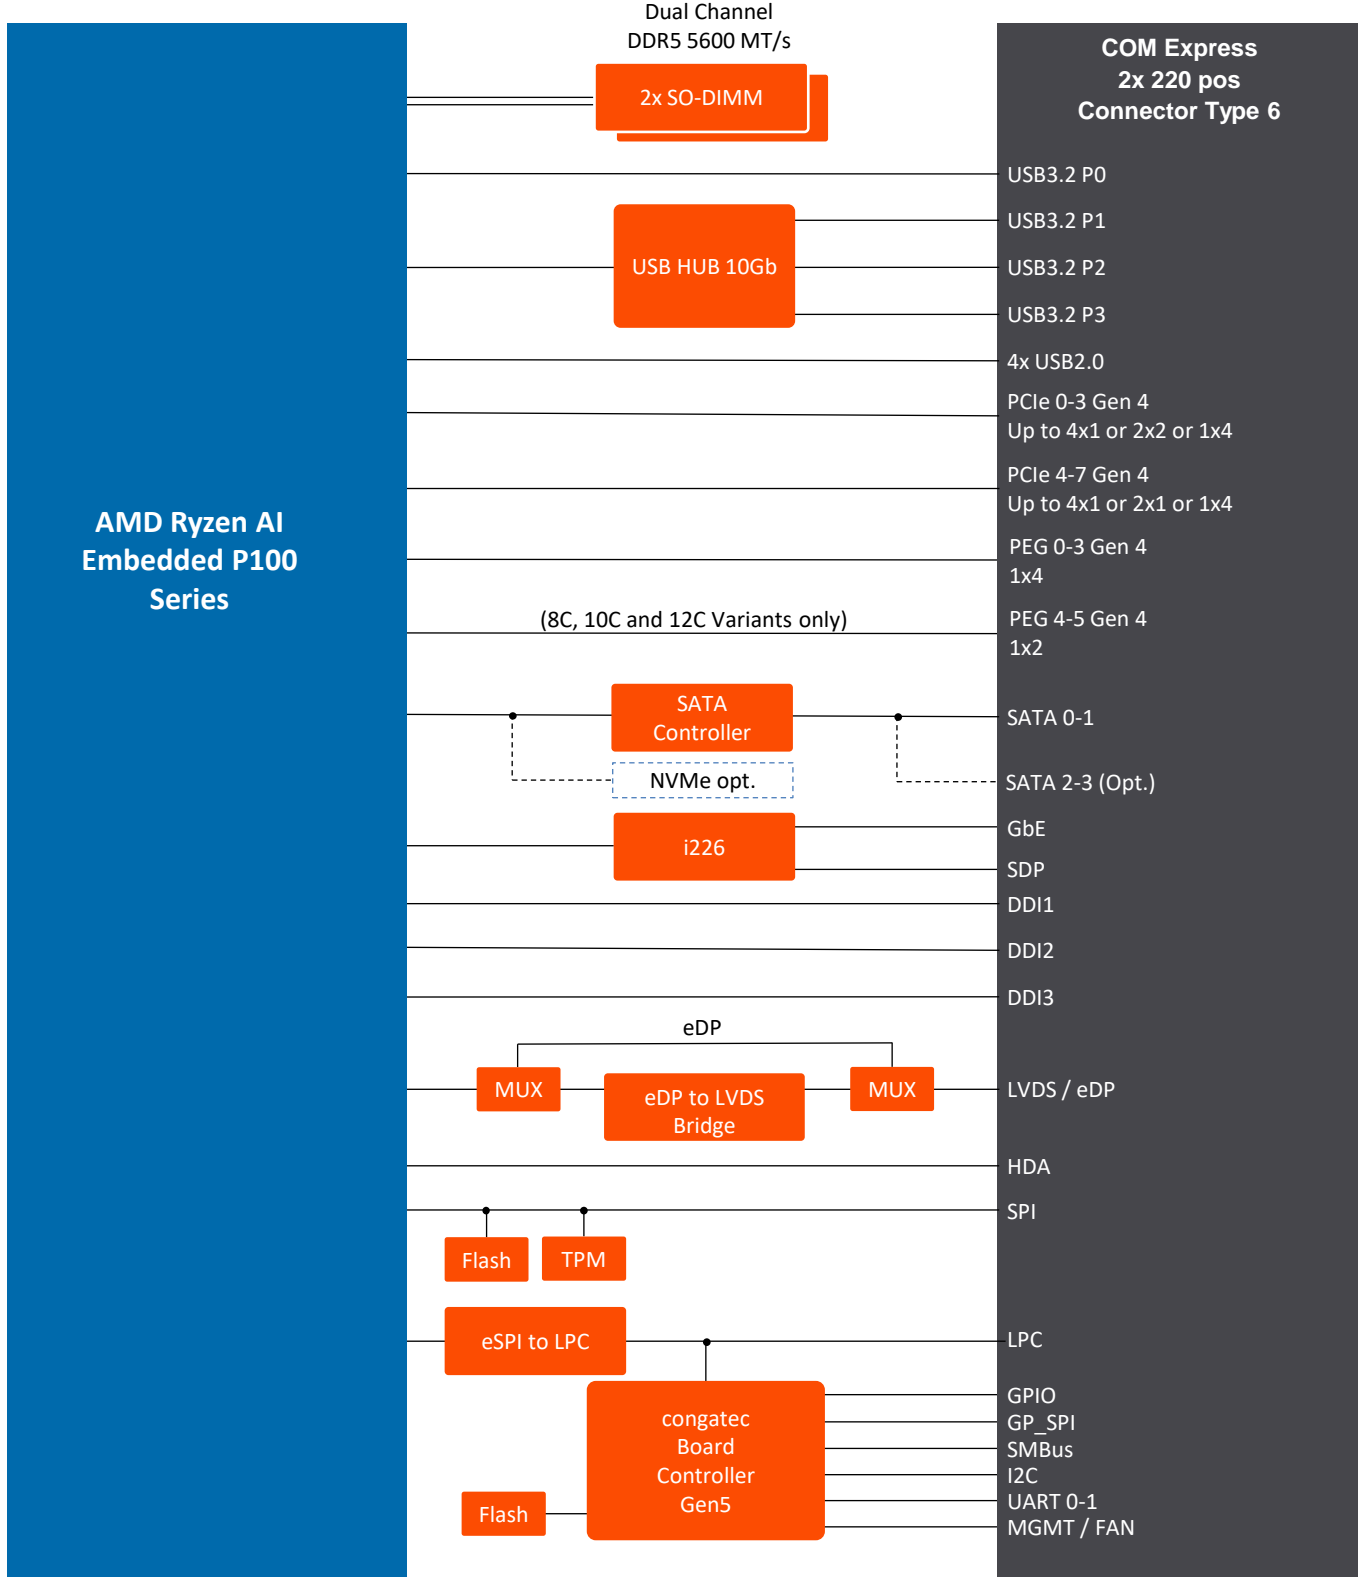 Dual Channel
DDR5 5600 MT/s
2x SO-DIMM
COM Express
2x 220 pos
Connector Type 6
USB3.2 P0
USB3.2 P1
USB HUB 10Gb
USB3.2 P2
USB3.2 P3
4x USB2.0
PCIe 0-3 Gen 4
Up to 4x1 or 2x2 or 1x4
PCIe 4-7 Gen 4
Up to 4x1 or 2x1 or 1x4
AMD Ryzen AI
Embedded P100
Series
PEG 0-3 Gen 4
1x4
(8C, 10C and 12C Variants only)
PEG 4-5 Gen 4
1x2
SATA
Controller
SATA 0-1
NVMe opt.
SATA 2-3 (Opt.)
i226
GbE
SDP
DDI1
DDI2
DDI3
eDP
MUX
eDP to LVDS
Bridge
MUX
LVDS / eDP
HDA
SPI
Flash
TPM
eSPI to LPC
LPC
congatec
Board
Controller
Gen5
Flash
GPIO
GP_SPI
SMBus
I2C
UART 0-1
MGMT / FAN